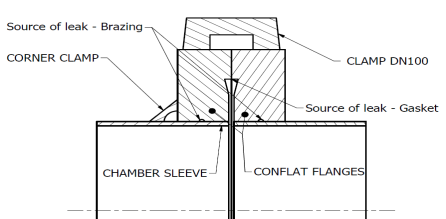 Source of leak - Brazing
CORNER CLAMP
CLAMP DN100
Source of leak - Gasket
CHAMBER SLEEVE
CONFLAT FLANGES